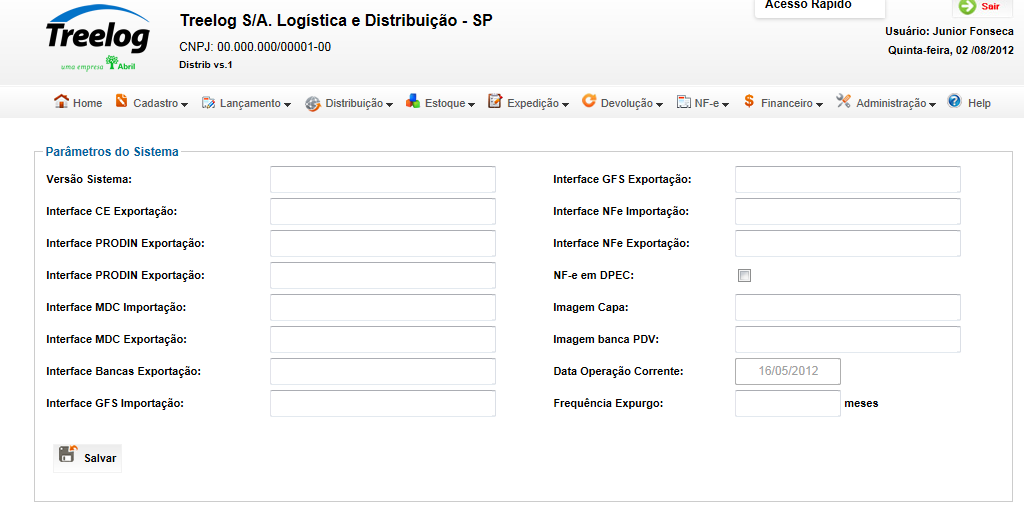 Treelog
uma empresa Abril
Treelog S/A. Logística e Distribuição - SP
CNPJ: 00.000.000/00001-00
Distrib vs.1
Acesso Rápido
Sair
Usuário: Junior Fonseca
Quinta-feira, 02 /08/2012
Home Cadastro Lançamento Distribuição Estoque Expedição Devolução NF-e Financeiro Administração Help
Parâmetros do Sistema
Versão Sistema:
Interface CE Exportação:
Interface PRODIN Exportação:
Interface PRODIN Exportação:
Interface MDC Importação:
Interface MDC Exportação:
Interface Bancas Exportação:
Interface GFS Importação:
Interface GFS Exportação:
Interface NFe Importação:
Interface NFe Exportação:
NF-e em DPEC:
Imagem Capa:
Imagem banca PDV:
Data Operação Corrente: 16/05/2012
Frequência Expurgo: meses
Salvar